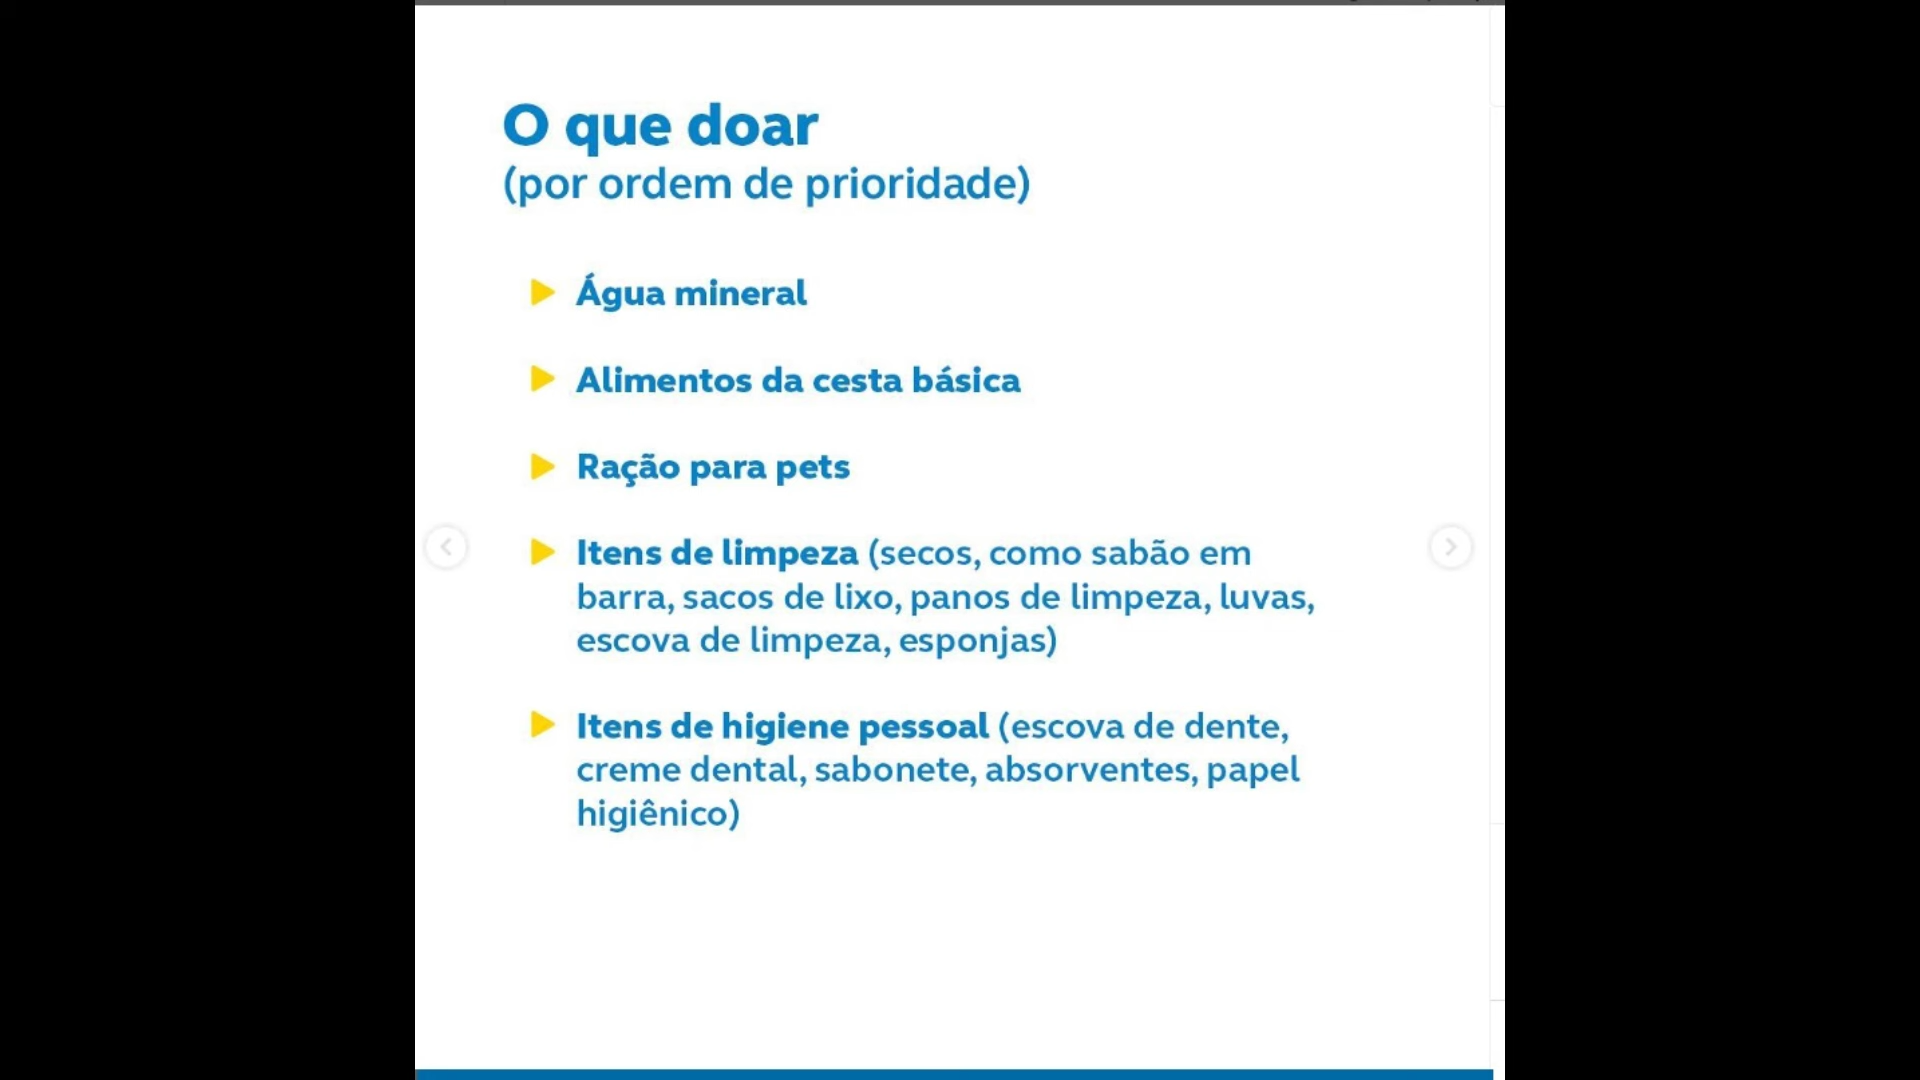 O que doar
(por ordem de prioridade)
Água mineral
Alimentos da cesta básica
Ração para pets
Itens de limpeza (secos, como sabão em
barra, sacos de lixo, panos de limpeza, luvas,
escova de limpeza, esponjas)
Itens de higiene pessoal (escova de dente,
creme dental, sabonete, absorventes, papel
higiênico)